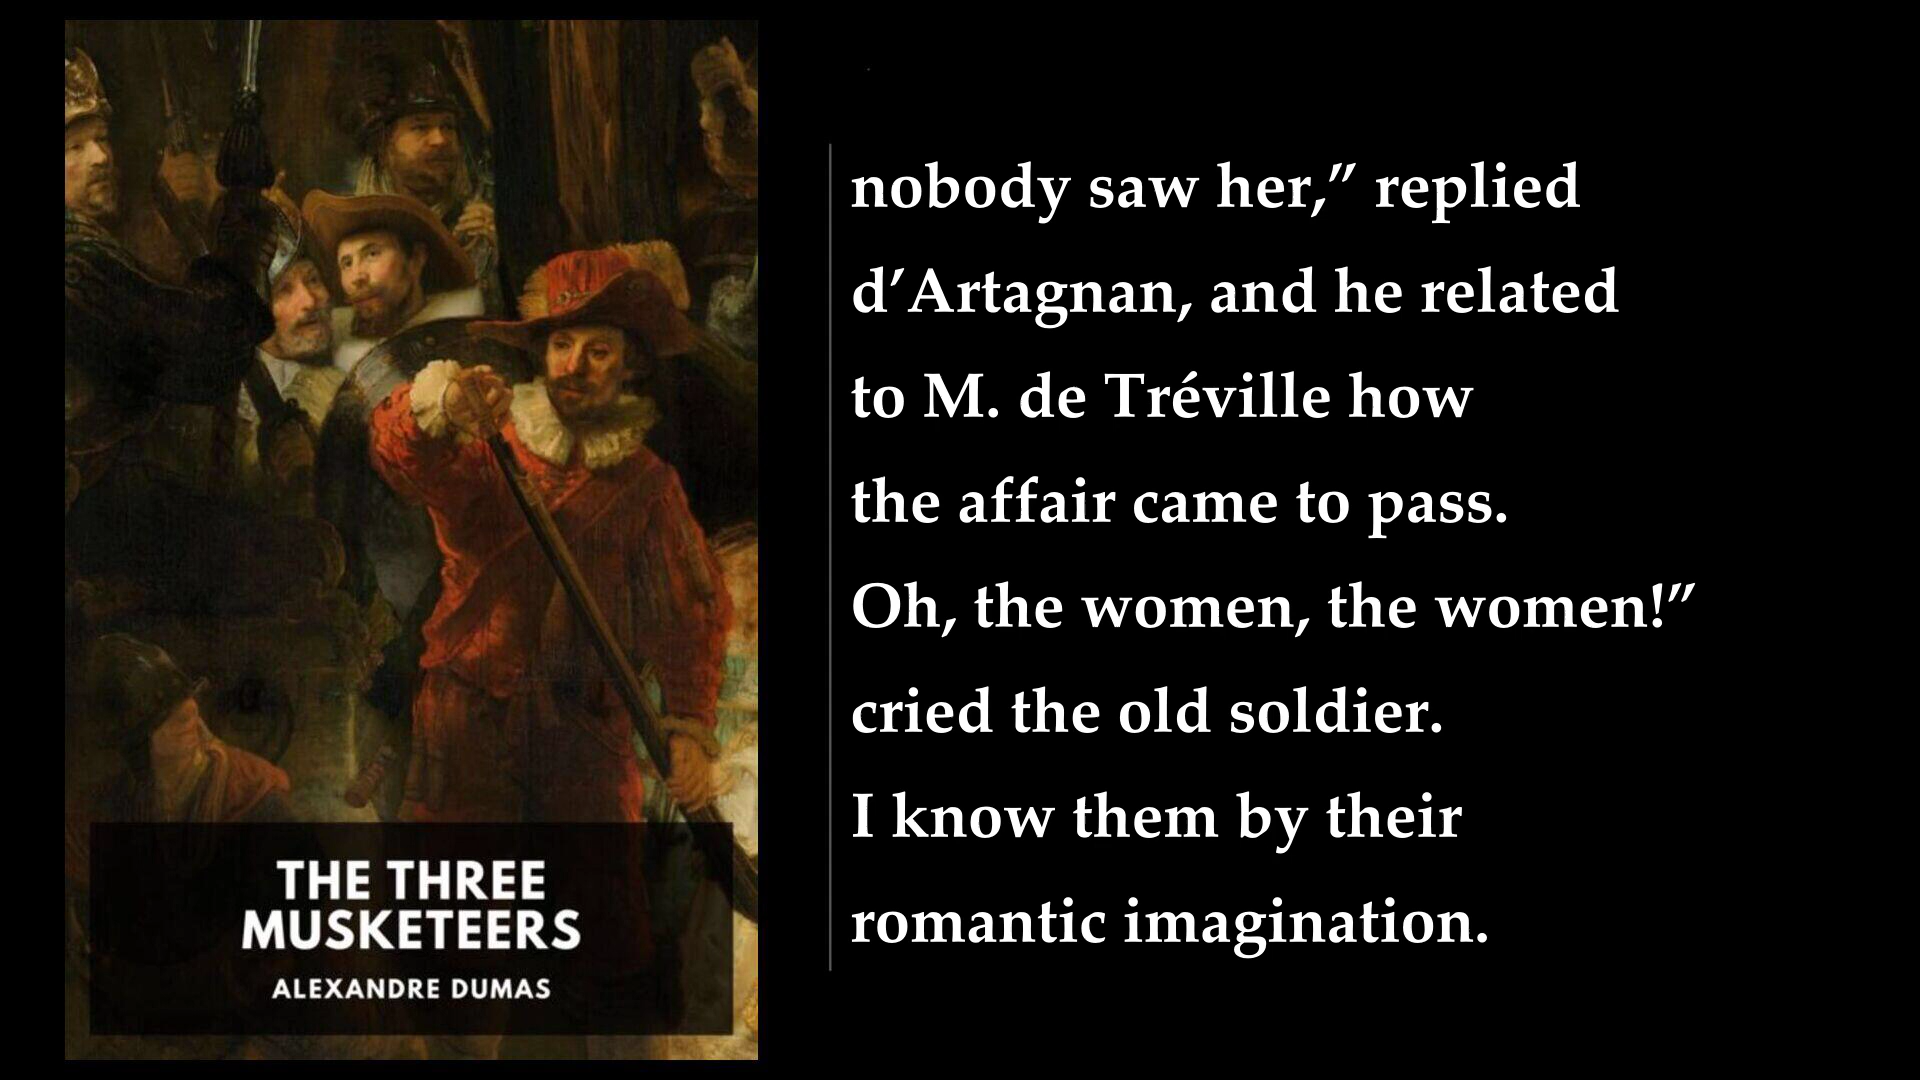 THE THREE
MUSKETEERS
ALEXANDRE DUMAS
nobody saw her,” replied
d’Artagnan, and he related
to M. de Tréville how
the affair came to pass.
Oh, the women, the women!”
cried the old soldier.
I know them by their
romantic imagination.